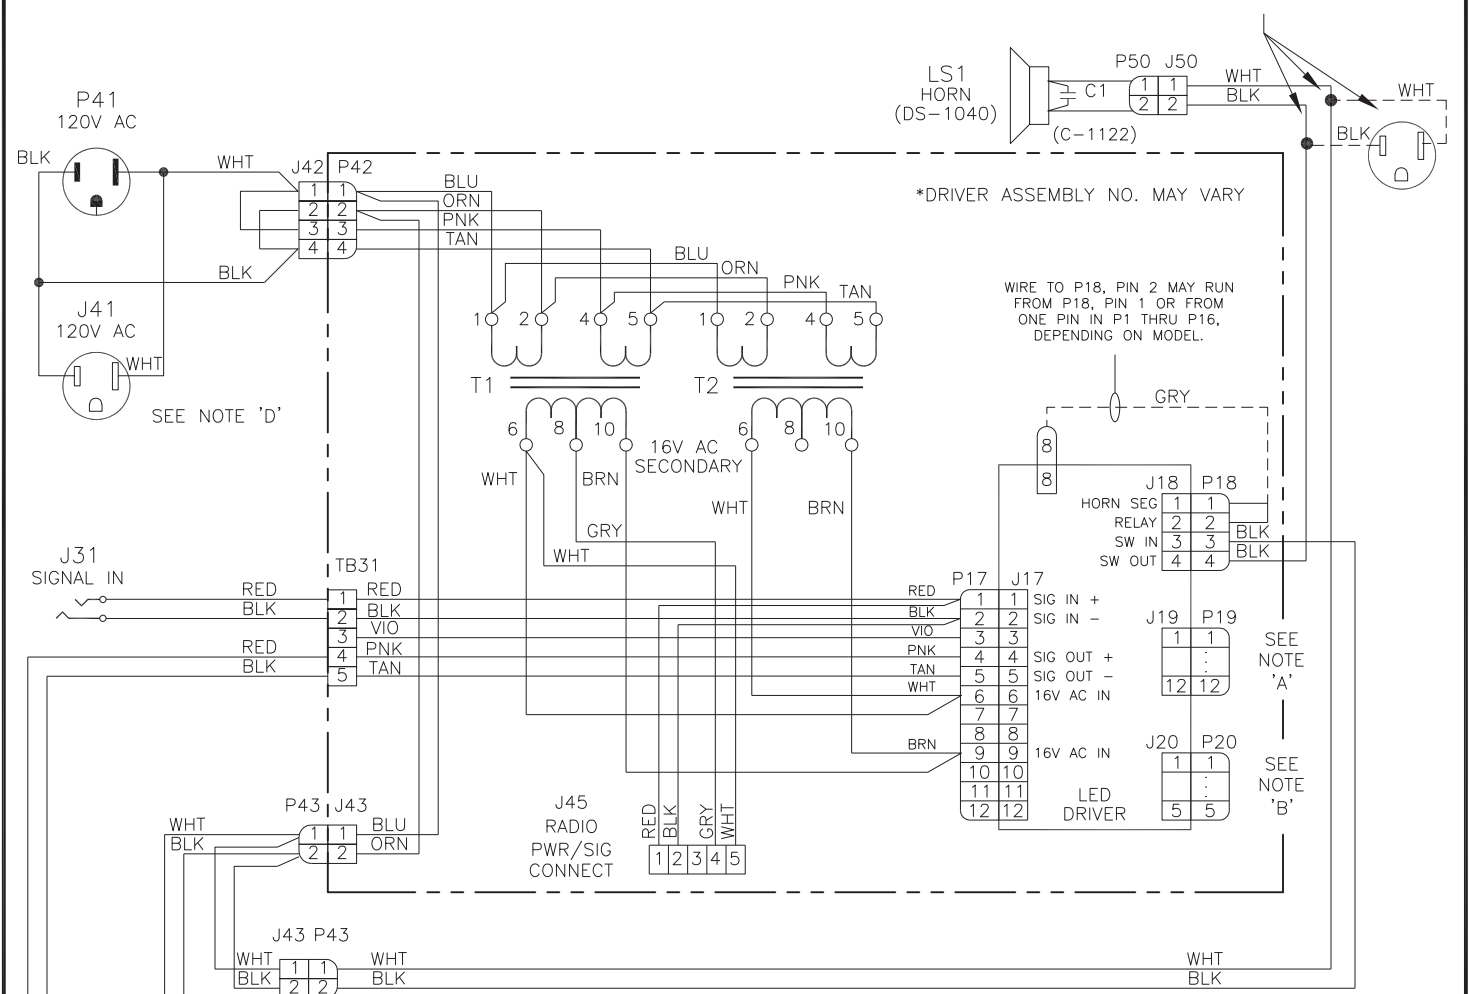 P41
120V AC
BLK
WHT
J42 P42
1 1
2 2
3 3
4 4
BLU
ORN
PNK
TAN
BLK
J41
120V AC
WHT
SEE NOTE 'D'
LS1
HORN
(DS-1040)
C1
(C-1122)
P50 J50
1 1
2 2
WHT
BLK
WHT
BLK
*DRIVER ASSEMBLY NO. MAY VARY
BLU
ORN
PNK
TAN
1 2 4 5 1 2 4 5
T1 T2
6 8 10 6 8 10
16V AC
SECONDARY
WHT BRN
WHT BRN
GRY
WHT
WIRE TO P18, PIN 2 MAY RUN
FROM P18, PIN 1 OR FROM
ONE PIN IN P1 THRU P16,
DEPENDING ON MODEL.
GRY
8
8
J18 P18
HORN SEG 1 1
RELAY 2 2
SW IN 3 3 BLK
SW OUT 4 4 BLK
J31
SIGNAL IN
TB31
RED 1 RED
BLK 2 BLK
3 VIO
RED 4 PNK
BLK 5 TAN
P17 J17
RED 1 1 SIG IN +
BLK 2 2 SIG IN -
VIO 3 3
PNK 4 4 SIG OUT +
TAN 5 5 SIG OUT -
WHT 6 6 16V AC IN
7 7
8 8
BRN 9 9 16V AC IN
10 10
11 11
12 12
LED
DRIVER
J19 P19
1 1
12 12
SEE
NOTE
'A'
J20 P20
1 1
5 5
SEE
NOTE
'B'
P43 J43
WHT 1 1 BLU
BLK 2 2 ORN
J45
RADIO
PWR/SIG
CONNECT
RED
BLK
GRY
WHT
1 2 3 4 5
J43 P43
WHT 1 1 WHT WHT
BLK 2 2 BLK BLK